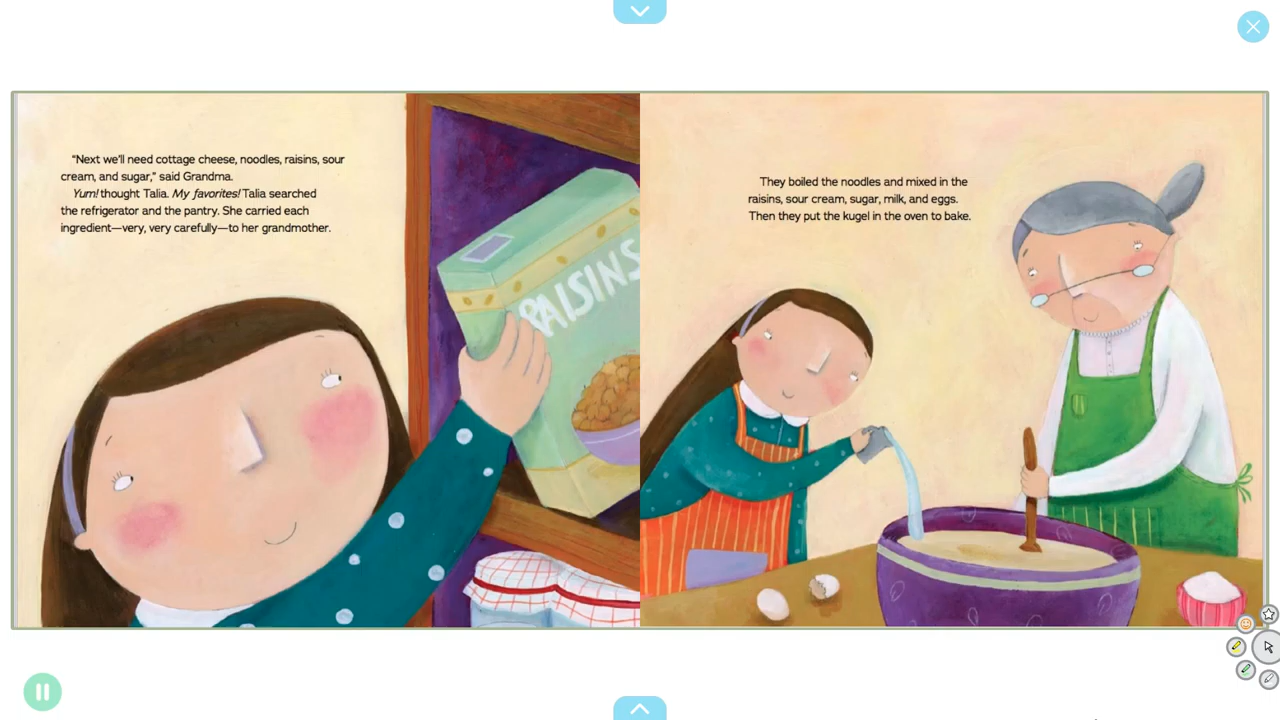 “Next we’ll need cottage cheese, noodles, raisins, sour
cream, and sugar,” said Grandma.
Yum! thought Talia. My favorites! Talia searched
the refrigerator and the pantry. She carried each
ingredient—very, very carefully—to her grandmother.
RAISINS
They boiled the noodles and mixed in the
raisins, sour cream, sugar, milk, and eggs.
Then they put the kugel in the oven to bake.